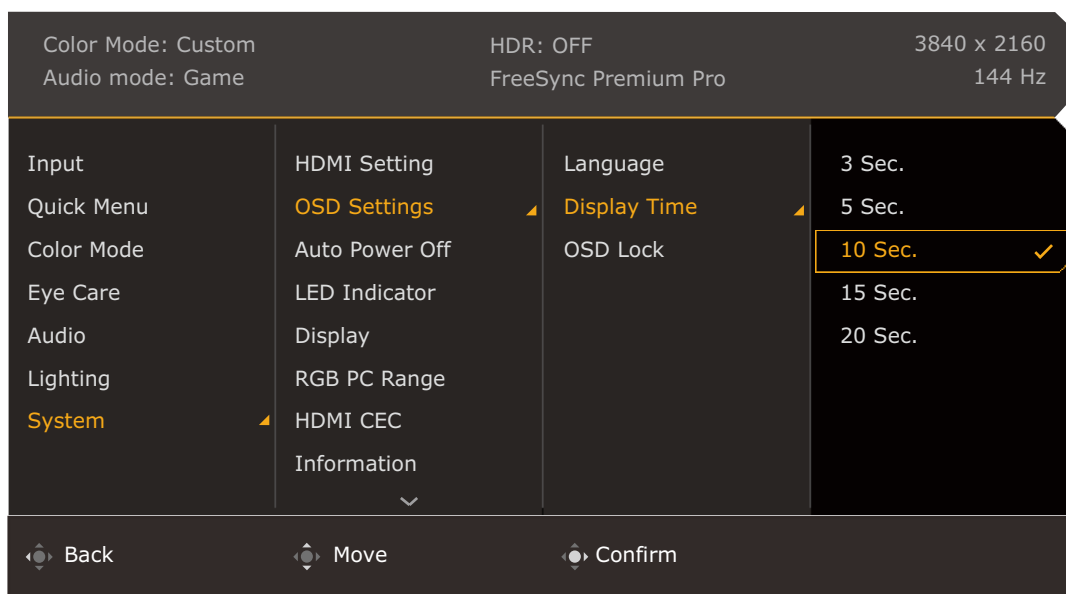 Color Mode: Custom
HDR: OFF
3840 x 2160
Audio mode: Game
FreeSync Premium Pro
144 Hz
Input
Quick Menu
Color Mode
Eye Care
Audio
Lighting
System
HDMI Setting
OSD Settings
Auto Power Off
LED Indicator
Display
RGB PC Range
HDMI CEC
Information
Language
Display Time
OSD Lock
3 Sec.
5 Sec.
10 Sec.
15 Sec.
20 Sec.
Back
Move
Confirm